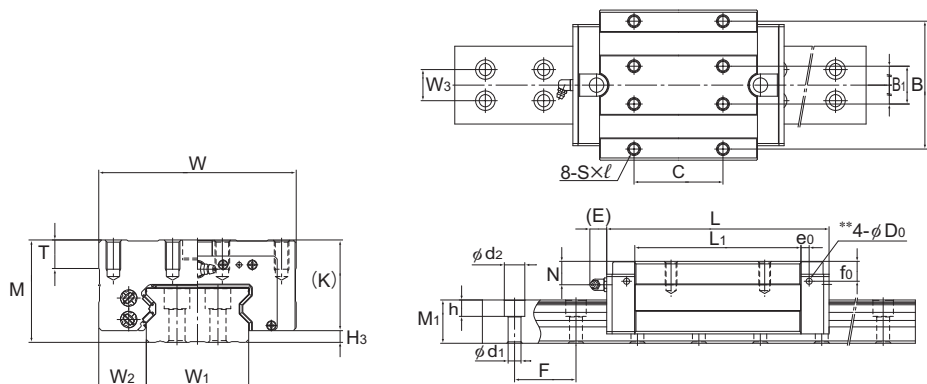 W3
B1
B
8-S×ℓ
C
W
T
M
(K)
H3
W2
W1
(E)
L
L1
e0
**4-φD0
φd2
N
f0
h
M1
φd1
F